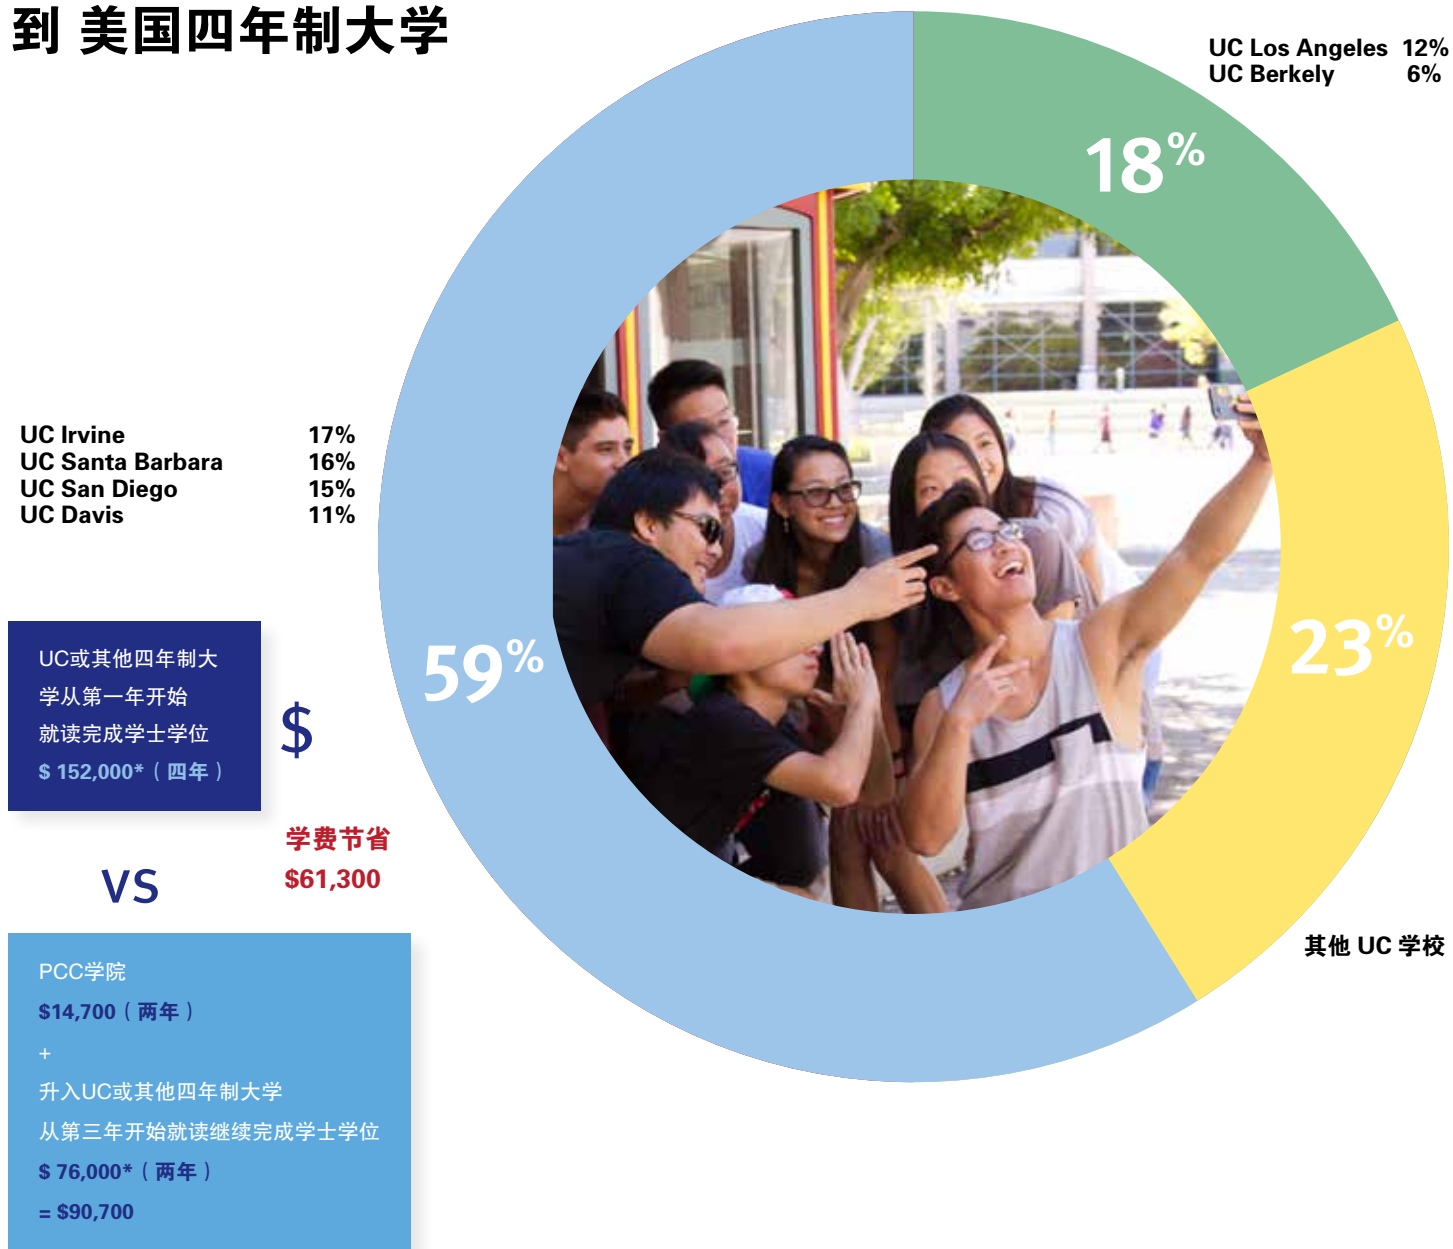 到 美国四年制大学
UC Los Angeles 12%
UC Berkely 6%
18%
UC Irvine 17%
UC Santa Barbara 16%
UC San Diego 15%
UC Davis 11%
59%
23%
UC或其他四年制大
学从第一年开始
就读完成学士学位
$ 152,000*（四年）
$
学费节省
$61,300
VS
其他 UC 学校
PCC学院
$14,700（两年）
+
升入UC或其他四年制大学
从第三年开始就读继续完成学士学位
$ 76,000*（两年）
= $90,700